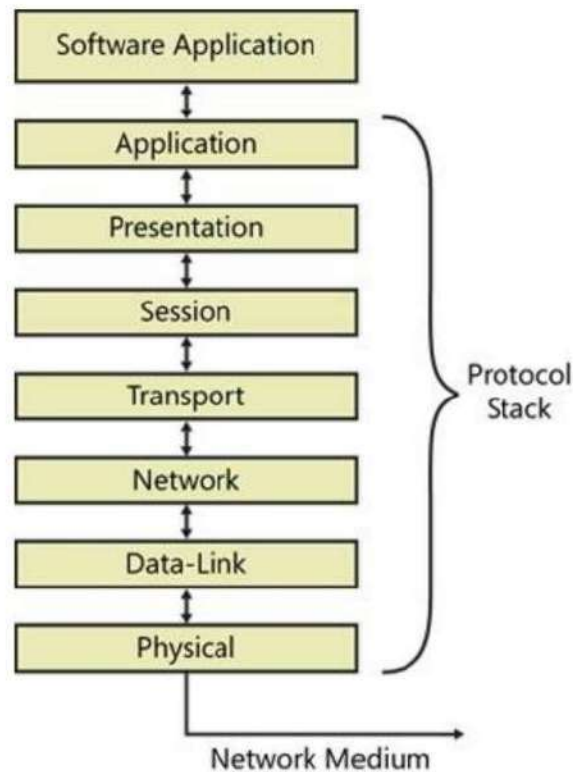 Software Application
Application
Presentation
Session
Transport
Network
Data-Link
Physical
Protocol
Stack
Network Medium